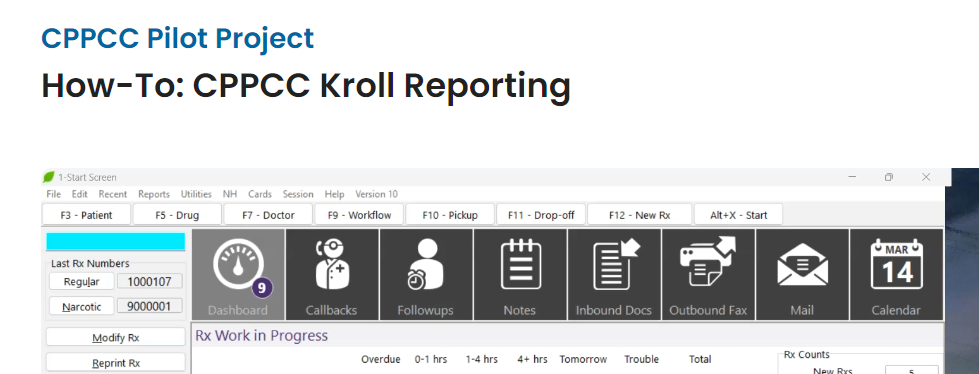 CPPCC Pilot Project
How-To: CPPCC Kroll Reporting
1-Start Screen
File Edit Recent Reports Utilities NH Cards Session Help Version 10
F3 - Patient F5 - Drug F7 - Doctor F9 - Workflow F10 - Pickup F11 - Drop-off F12 - New Rx Alt+X - Start
Last Rx Numbers
Regular 1000107
Narcotic 9000001
Modify Rx
Reprint Rx
9
MAR
14
Dashboard Callbacks Followups Notes Inbound Docs Outbound Fax Mail Calendar
Rx Work in Progress
Overdue 0-1 hrs 1-4 hrs 4+ hrs Tomorrow Trouble Total
Rx Counts
New Rxs 5